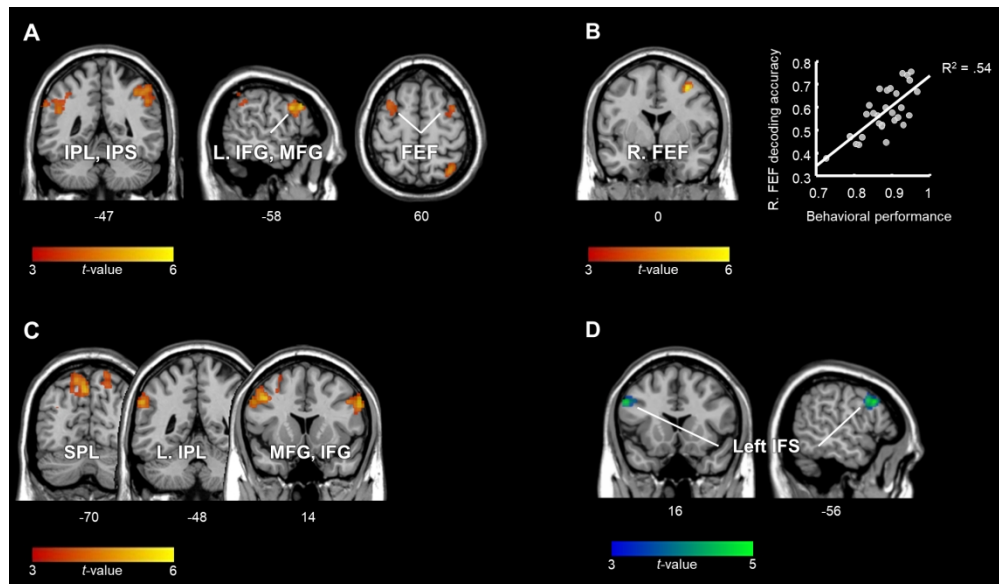 A
IPL, IPS
L. IFG, MFG
FEF
-47
-58
60
3
t-value
6
B
R. FEF
0
3
t-value
6
R. FEF decoding accuracy
0.8
0.7
0.6
0.5
0.4
0.3
0.7 0.8 0.9 1
Behavioral performance
R² = .54
C
SPL
L. IPL
MFG, IFG
-70
-48
14
3
t-value
6
D
Left IFS
16
-56
3
t-value
5